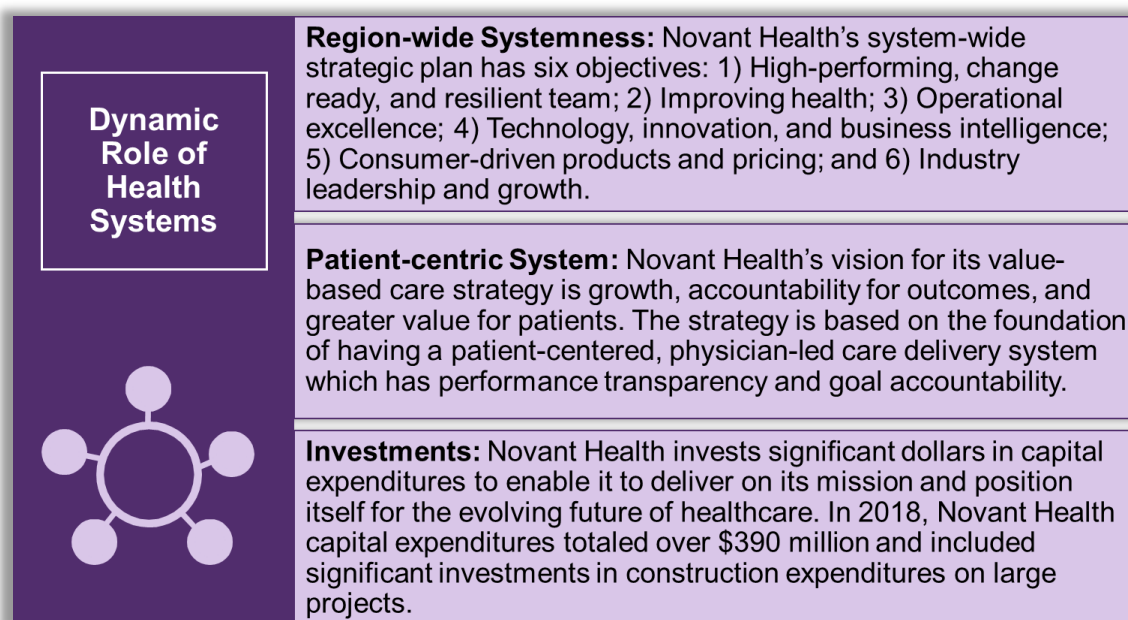 Dynamic
Role of
Health
Systems
Region-wide Systemness: Novant Health’s system-wide
strategic plan has six objectives: 1) High-performing, change
ready, and resilient team; 2) Improving health; 3) Operational
excellence; 4) Technology, innovation, and business intelligence;
5) Consumer-driven products and pricing; and 6) Industry
leadership and growth.
Patient-centric System: Novant Health’s vision for its value-
based care strategy is growth, accountability for outcomes, and
greater value for patients. The strategy is based on the foundation
of having a patient-centered, physician-led care delivery system
which has performance transparency and goal accountability.
Investments: Novant Health invests significant dollars in capital
expenditures to enable it to deliver on its mission and position
itself for the evolving future of healthcare. In 2018, Novant Health
capital expenditures totaled over $390 million and included
significant investments in construction expenditures on large
projects.